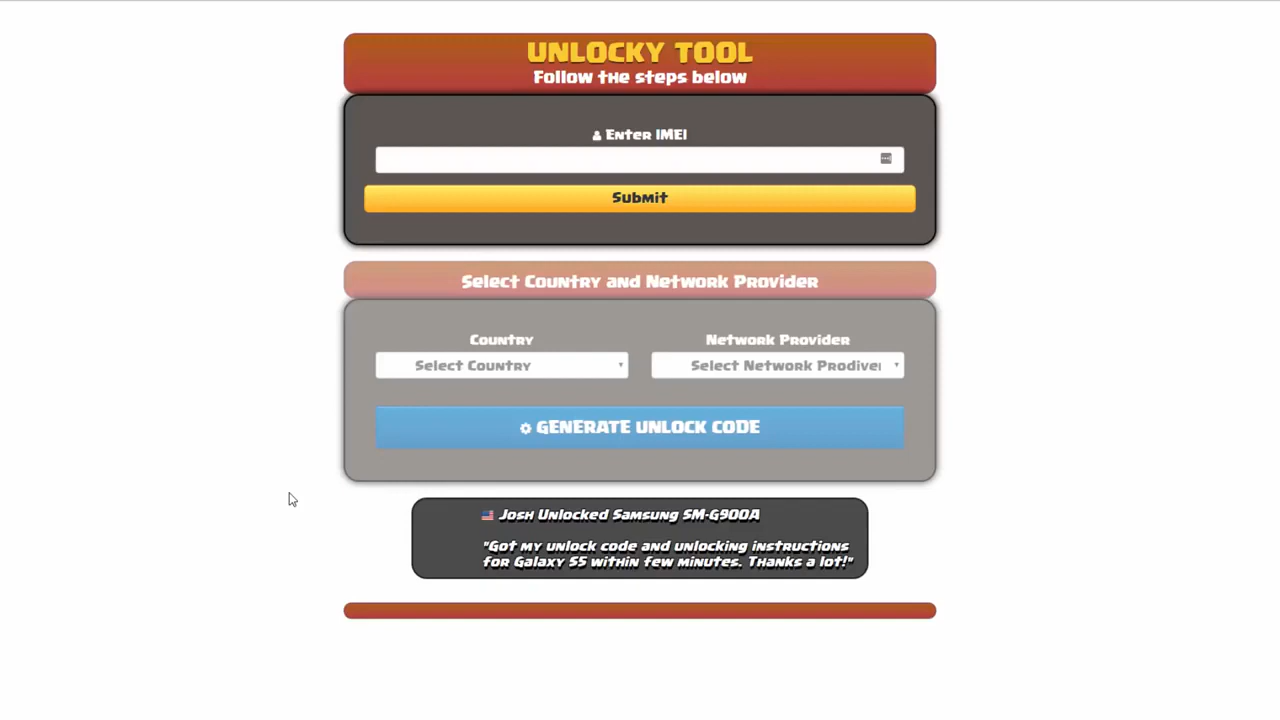 UNLOCKY TOOL
Follow the steps below
Enter IMEI
Submit
Select Country and Network Provider
Country
Network Provider
Select Country
Select Network Prodiver
GENERATE UNLOCK CODE
Josh Unlocked Samsung SM-G900A
"Got my unlock code and unlocking instructions
for Galaxy S5 within few minutes. Thanks a lot!"